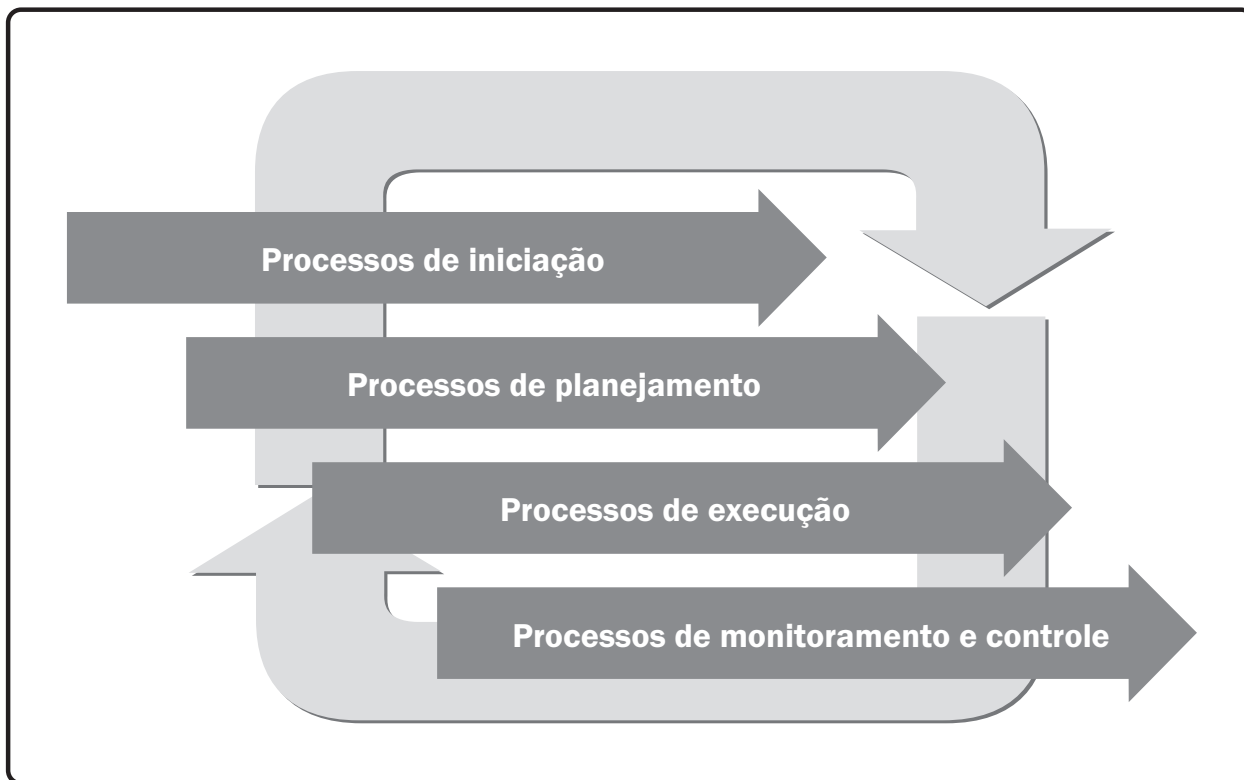 Processos de iniciação
Processos de planejamento
Processos de execução
Processos de monitoramento e controle